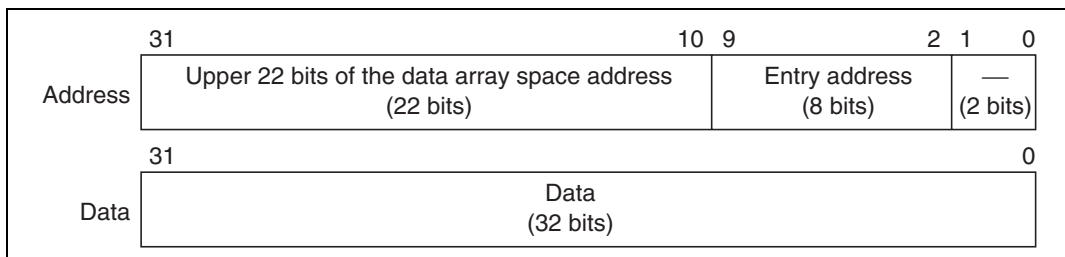 31 10 9 2 1 0
Address Upper 22 bits of the data array space address Entry address —
(22 bits) (8 bits) (2 bits)
31 0
Data Data
(32 bits)